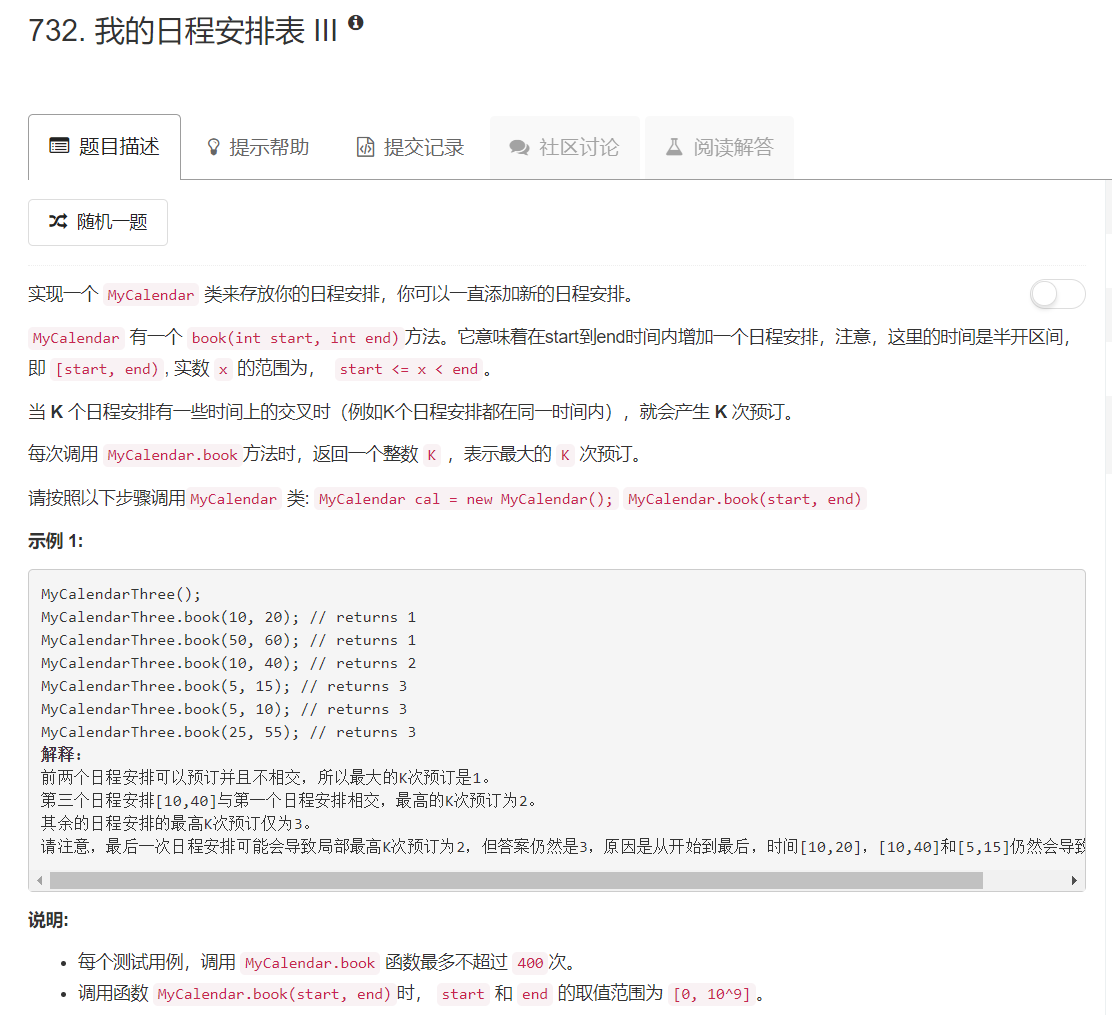 732. 我的日程安排表 III
题目描述
提示帮助
提交记录
社区讨论
阅读解答
随机一题
实现一个 MyCalendar 类来存放你的日程安排，你可以一直添加新的日程安排。
MyCalendar 有一个 book(int start, int end)方法。它意味着在start到end时间内增加一个日程安排，注意，这里的时间是半开区间，
即 [start, end), 实数 x 的范围为， start <= x < end。
当 K 个日程安排有一些时间上的交叉时（例如K个日程安排都在同一时间内），就会产生 K 次预订。
每次调用 MyCalendar.book方法时，返回一个整数 K ，表示最大的 K 次预订。
请按照以下步骤调用MyCalendar 类: MyCalendar cal = new MyCalendar(); MyCalendar.book(start, end)
示例 1:
MyCalendarThree();
MyCalendarThree.book(10, 20); // returns 1
MyCalendarThree.book(50, 60); // returns 1
MyCalendarThree.book(10, 40); // returns 2
MyCalendarThree.book(5, 15); // returns 3
MyCalendarThree.book(5, 10); // returns 3
MyCalendarThree.book(25, 55); // returns 3
解释:
前两个日程安排可以预订并且不相交，所以最大的K次预订是1。
第三个日程安排[10,40]与第一个日程安排相交，最高的K次预订为2。
其余的日程安排的最高K次预订仅为3。
请注意，最后一次日程安排可能会导致局部最高K次预订为2，但答案仍然是3，原因是从开始到最后，时间[10,20]，[10,40]和[5,15]仍然会导致
说明:
每个测试用例，调用 MyCalendar.book 函数最多不超过 400次。
调用函数 MyCalendar.book(start, end)时， start 和 end 的取值范围为 [0, 10^9]。